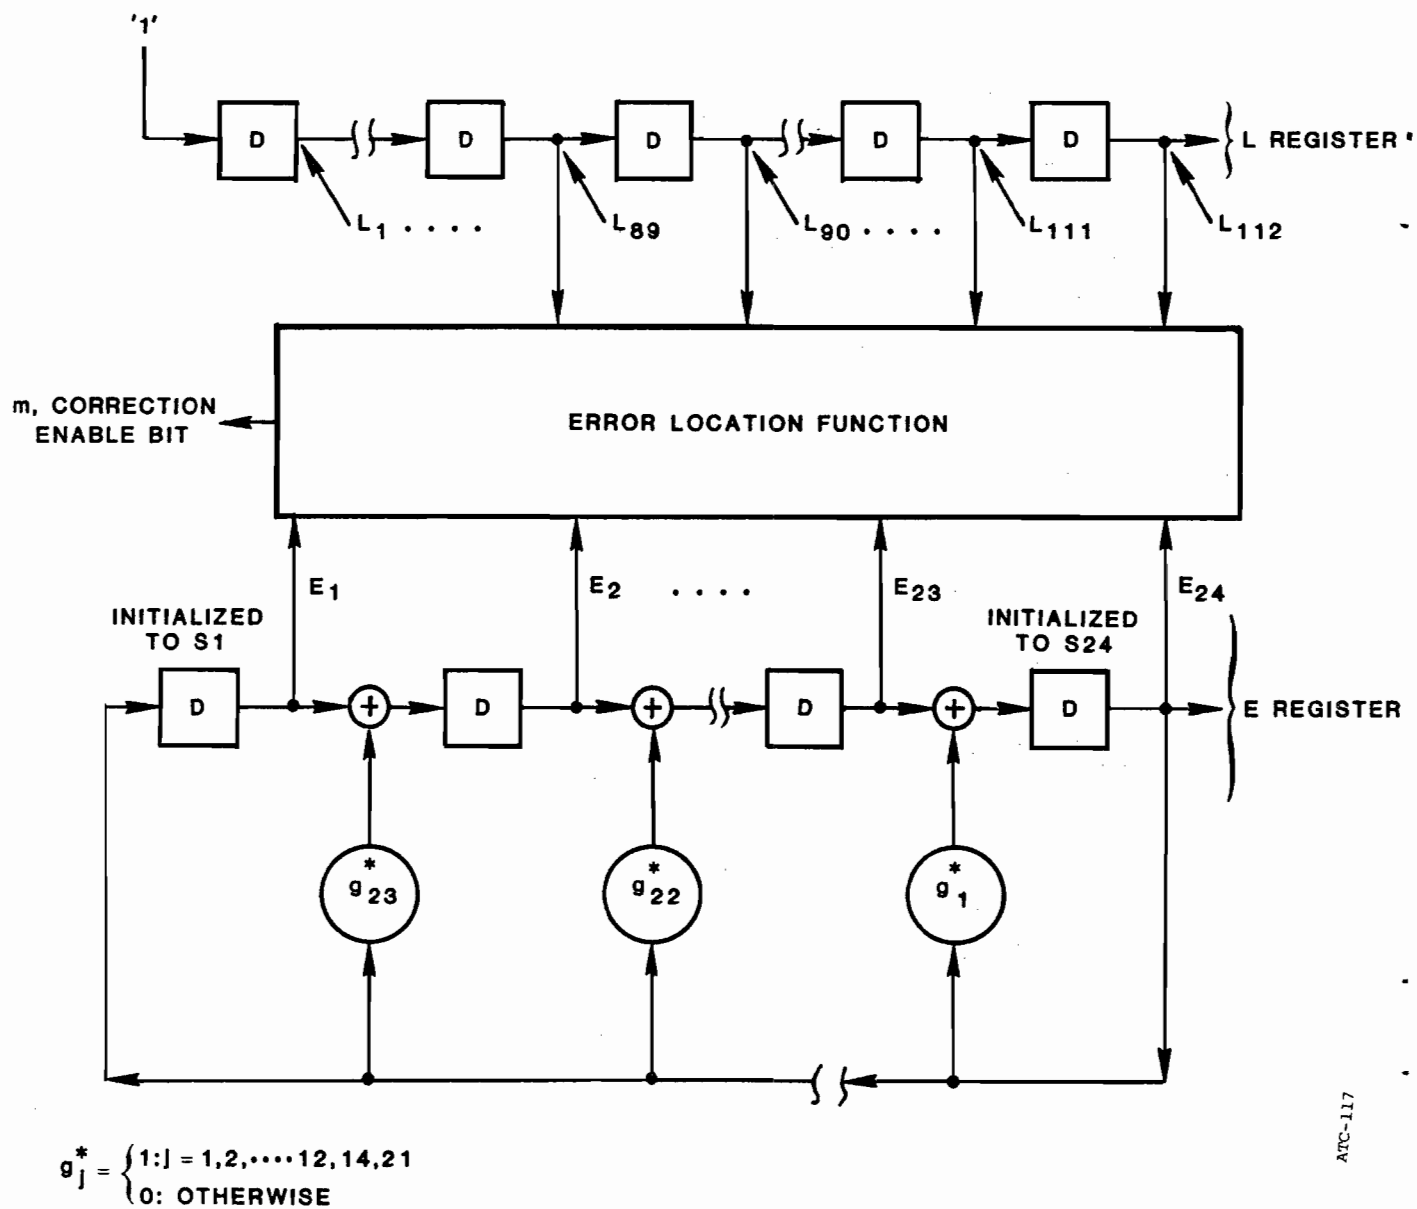 '1'
D D D D D L REGISTER
L1 .... L89 L90 .... L111 L112
m, CORRECTION
ENABLE BIT
ERROR LOCATION FUNCTION
E1 E2 .... E23 E24
INITIALIZED
TO S1
INITIALIZED
TO S24
D + D + D + D E REGISTER
g*23 g*22 g*1
g*j = { 1:j = 1,2,····12,14,21
0: OTHERWISE
ATC-117